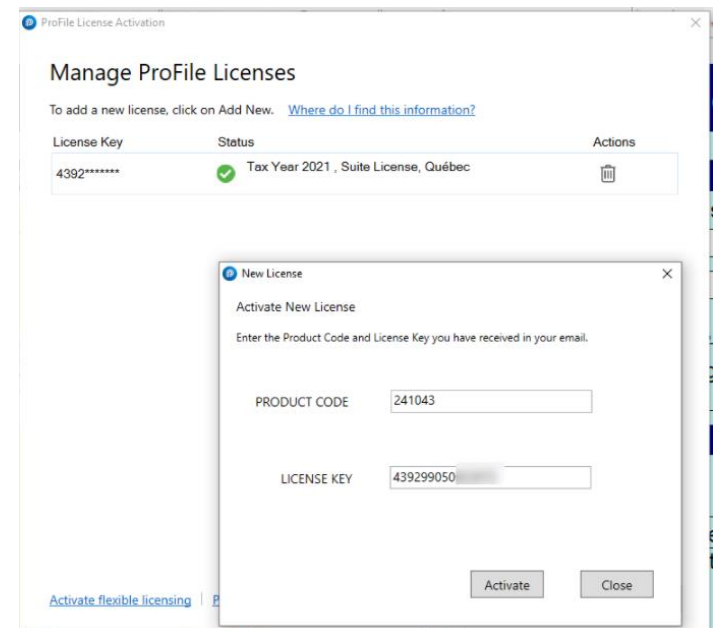 ProFile License Activation
Manage ProFile Licenses
To add a new license, click on Add New. Where do I find this information?
License Key Status Actions
4392******* Tax Year 2021 , Suite License, Québec
New License
Activate New License
Enter the Product Code and License Key you have received in your email.
PRODUCT CODE 241043
LICENSE KEY 439299050
Activate Close
Activate flexible licensing